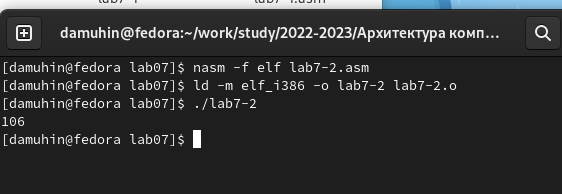 damuhin@fedora:~/work/study/2022-2023/Архитектура комп…
[damuhin@fedora lab07]$ nasm -f elf lab7-2.asm
[damuhin@fedora lab07]$ ld -m elf_i386 -o lab7-2 lab7-2.o
[damuhin@fedora lab07]$ ./lab7-2
106
[damuhin@fedora lab07]$